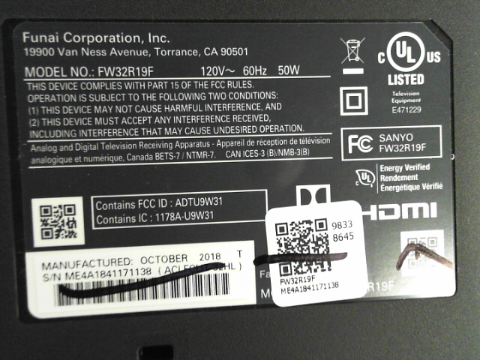 Funai Corporation, Inc.
19900 Van Ness Avenue, Torrance, CA 90501
MODEL NO.: FW32R19F 120V~ 60Hz 50W
THIS DEVICE COMPLIES WITH PART 15 OF THE FCC RULES.
OPERATION IS SUBJECT TO THE FOLLOWING TWO CONDITIONS:
(1) THIS DEVICE MAY NOT CAUSE HARMFUL INTERFERENCE, AND
(2) THIS DEVICE MUST ACCEPT ANY INTERFERENCE RECEIVED,
INCLUDING INTERFERENCE THAT MAY CAUSE UNDESIRED OPERATION.
Analog and Digital Television Receiving Apparatus - Appareil de réception de télévision
analogique et numérique, Canada BETS-7 / NTMR-7. CAN ICES-3 (B)/NMB-3(B)
C UL US
LISTED
Television
Equipment
E471229
FC SANYO
FW32R19F
Energy Verified
Rendement
Énergétique Vérifié
Contains FCC ID : ADTU9W31
Contains IC : 1178A-U9W31
HDMI
MANUFACTURED: OCTOBER 2018 T
S/N ME4A1841171138
9833
8645
FW32R19F
ME4A1841171138